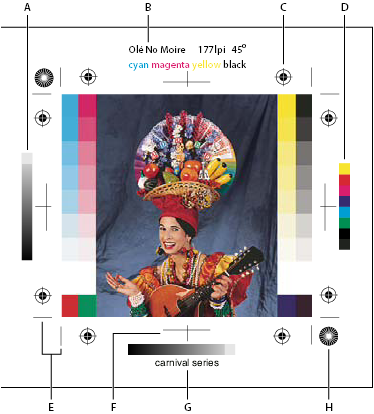 A B C D
Olé No Moire 177lpi 45°
cyan magenta yellow black
carnival series
E F G H